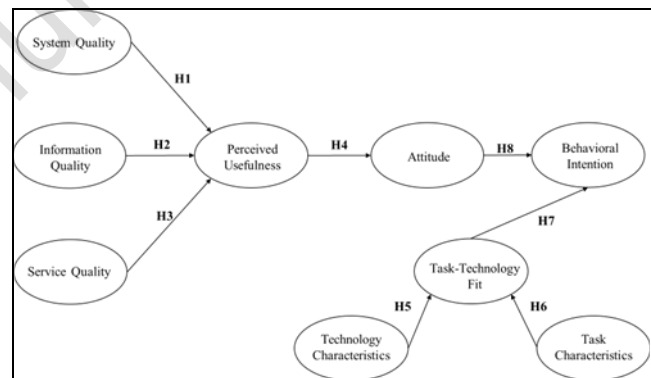 System Quality
H1
Information
Quality
H2
Perceived
Usefulness
H4
Attitude
H8
Behavioral
Intention
H3
H7
Service Quality
Task-Technology
Fit
H5
H6
Technology
Characteristics
Task
Characteristics